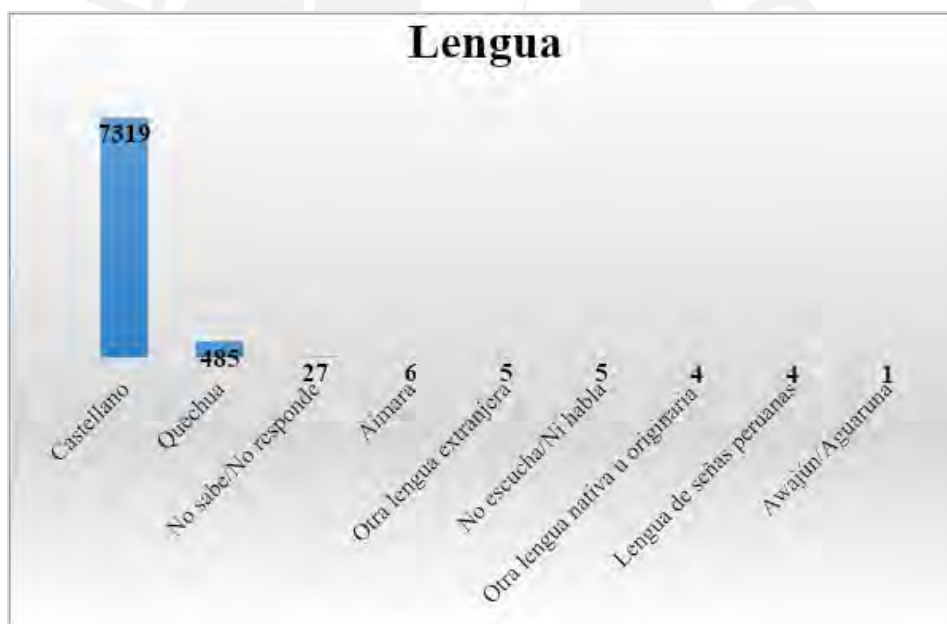 Lengua
7319
485
27
6
5
5
4
4
1
Castellano
Quechua
No sabe/No responde
Aimara
Otra lengua extranjera
No escucha/Ni habla
Otra lengua nativa u originaria
Lengua de señas peruanas
Awajun/Aguaruna